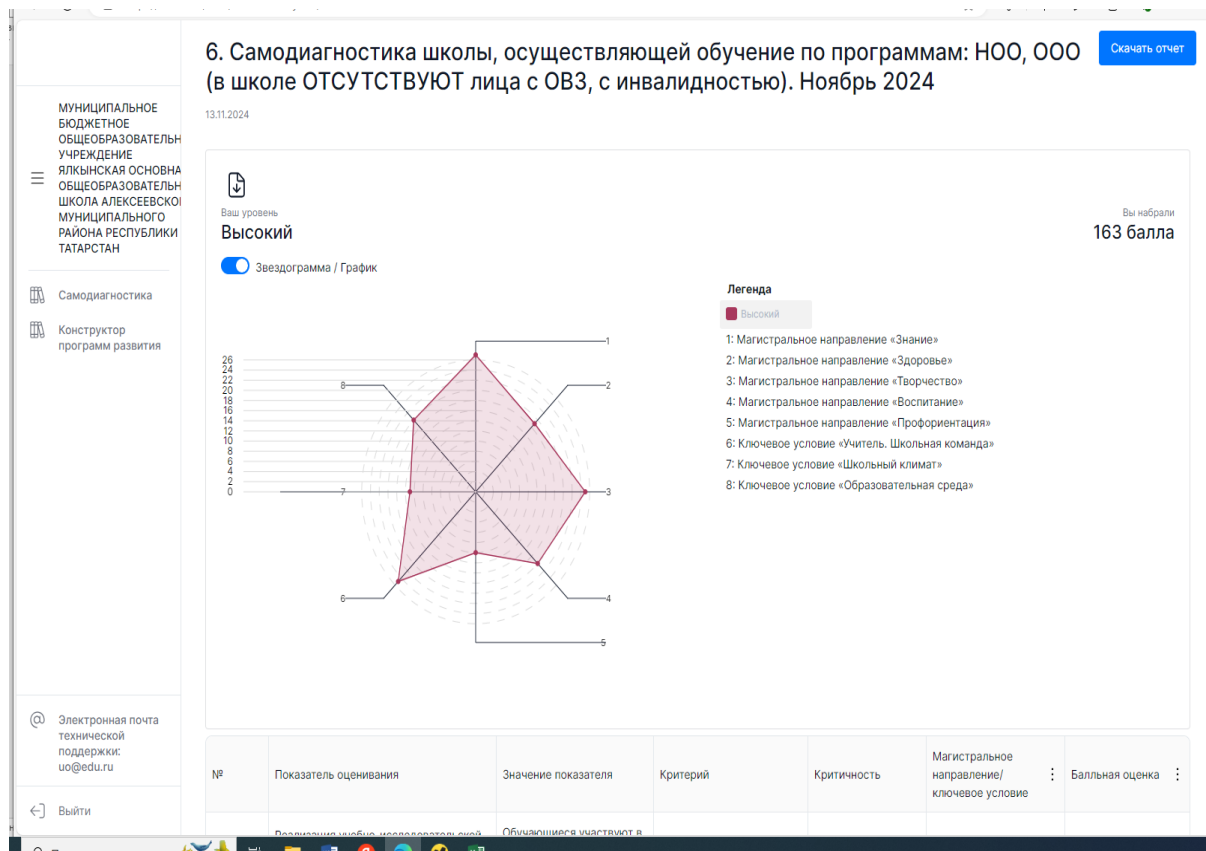 6. Самодиагностика школы, осуществляющей обучение по программам: НОО, ООО
(в школе ОТСУТСТВУЮТ лица с ОВЗ, с инвалидностью). Ноябрь 2024
Скачать отчет
13.11.2024
МУНИЦИПАЛЬНОЕ
БЮДЖЕТНОЕ
ОБЩЕОБРАЗОВАТЕЛЬН
УЧРЕЖДЕНИЕ
ЯЛКЫНСКАЯ ОСНОВНА
ОБЩЕОБРАЗОВАТЕЛЬН
ШКОЛА АЛЕКСЕЕВСКО
МУНИЦИПАЛЬНОГО
РАЙОНА РЕСПУБЛИКИ
ТАТАРСТАН
Самодиагностика
Конструктор
программ развития
Ваш уровень
Высокий
Вы набрали
163 балла
Звездограмма / График
Легенда
Высокий
1: Магистральное направление «Знание»
2: Магистральное направление «Здоровье»
3: Магистральное направление «Творчество»
4: Магистральное направление «Воспитание»
5: Магистральное направление «Профориентация»
6: Ключевое условие «Учитель. Школьная команда»
7: Ключевое условие «Школьный климат»
8: Ключевое условие «Образовательная среда»
26
24
22
20
18
16
14
12
10
8
6
4
2
0
1
2
3
4
5
6
7
8
Электронная почта
технической
поддержки:
uo@edu.ru
Выйти
№
Показатель оценивания
Значение показателя
Критерий
Критичность
Магистральное
направление/
ключевое условие
Балльная оценка
Реализация учебно-исследовательской
Обучающиеся участвуют в